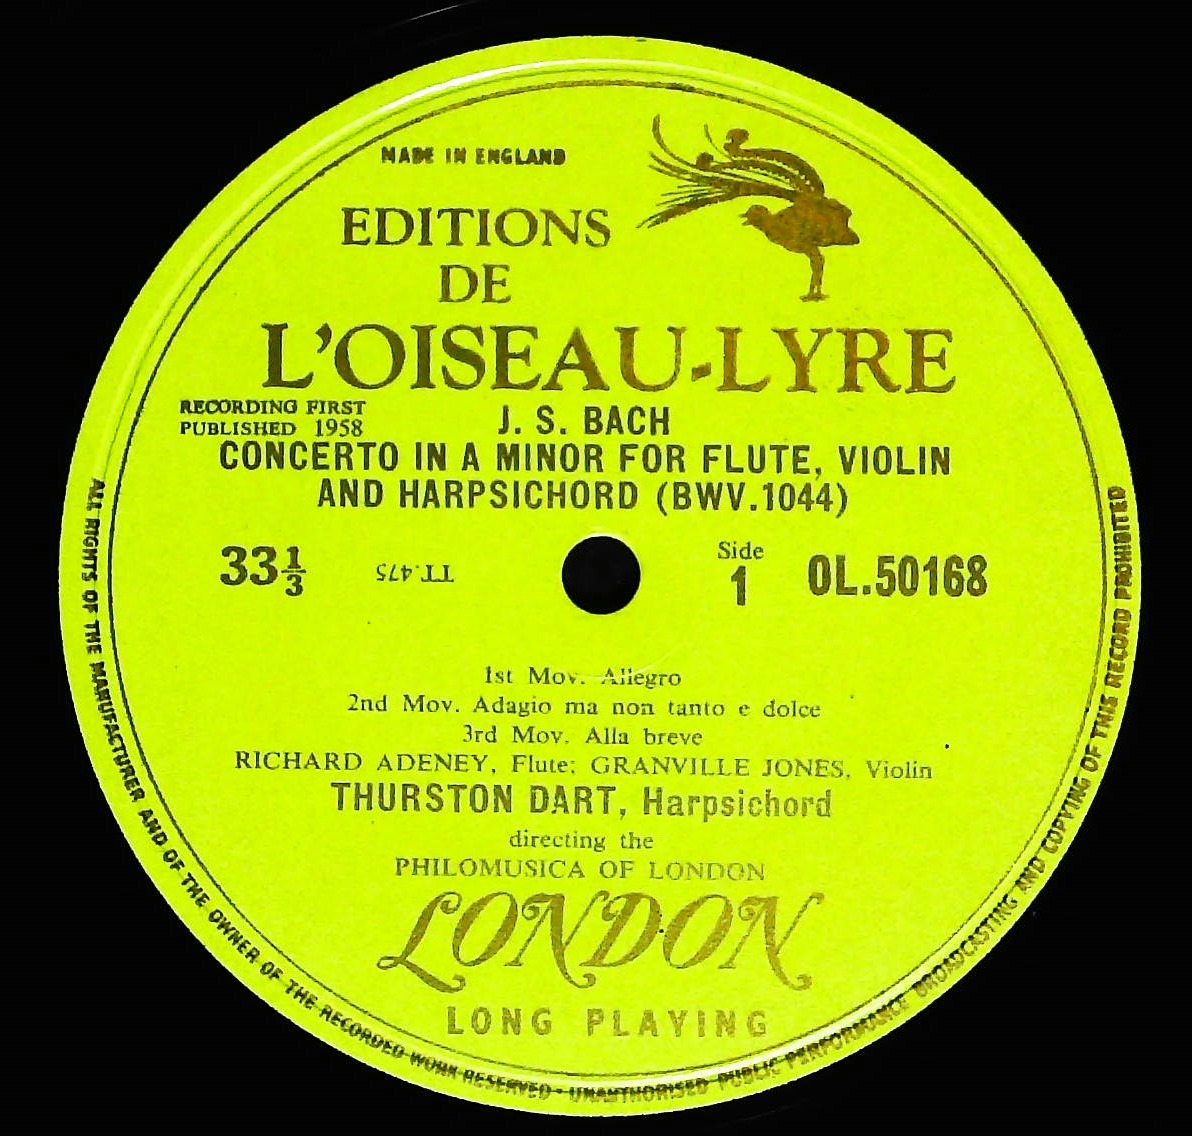 MADE IN ENGLAND
EDITIONS
DE
L'OISEAU-LYRE
RECORDING FIRST
PUBLISHED 1958
J. S. BACH
CONCERTO IN A MINOR FOR FLUTE, VIOLIN
AND HARPSICHORD (BWV.1044)
33⅓
TT.475
Side
1
OL.50168
1st Mov. Allegro
2nd Mov. Adagio ma non tanto e dolce
3rd Mov. Alla breve
RICHARD ADENEY, Flute; GRANVILLE JONES, Violin
THURSTON DART, Harpsichord
directing the
PHILOMUSICA OF LONDON
LONDON
LONG PLAYING
ALL RIGHTS OF THE MANUFACTURER AND OF THE OWNER OF THE RECORDED WORK RESERVED · UNAUTHORISED PUBLIC PERFORMANCE BROADCASTING AND COPYING OF THIS RECORD PROHIBITED